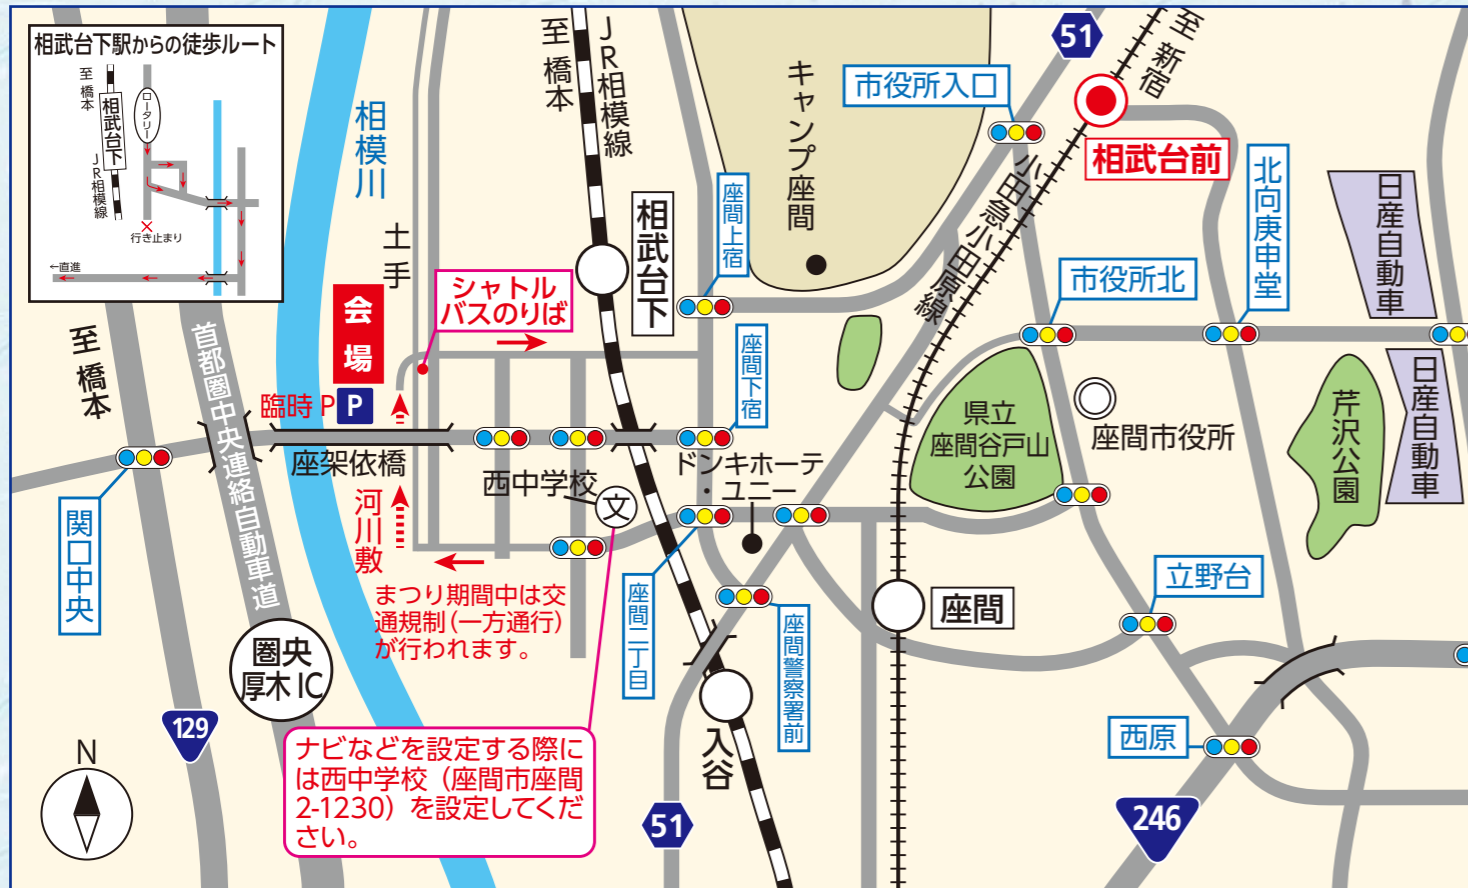 相武台下駅からの徒歩ルート
至 橋本
ロータリー
相武台下
JR相模線
行き止まり
←直進
相模川
土手
至 橋本
JR相模線
キャンプ座間
51
市役所入口
至 新宿
相武台前
小田急小田原線
北向庚申堂
日産自動車
座間上宿
相武台下
市役所北
シャトル
バスのりば
会場
臨時P
P
座間下宿
至 橋本
首都圏中央連絡自動車道
座架依橋
西中学校
文
ドンキホーテ
・ユニー
県立
座間谷戸山
公園
座間市役所
芹沢公園
日産自動車
関口中央
河川敷
まつり期間中は交
通規制(一方通行)
が行われます。
座間二丁目
座間警察署前
座間
立野台
圏央
厚木IC
129
入谷
西原
N
ナビなどを設定する際に
は西中学校(座間市座間
2-1230)を設定してくだ
さい。
51
246